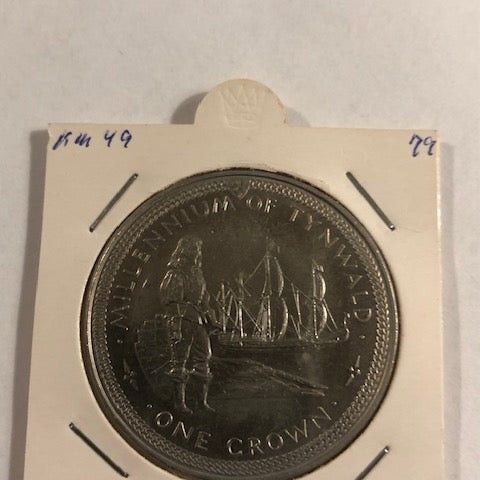 KM 49
79
· MILLENNIUM OF TYNWALD ·
· ONE CROWN ·